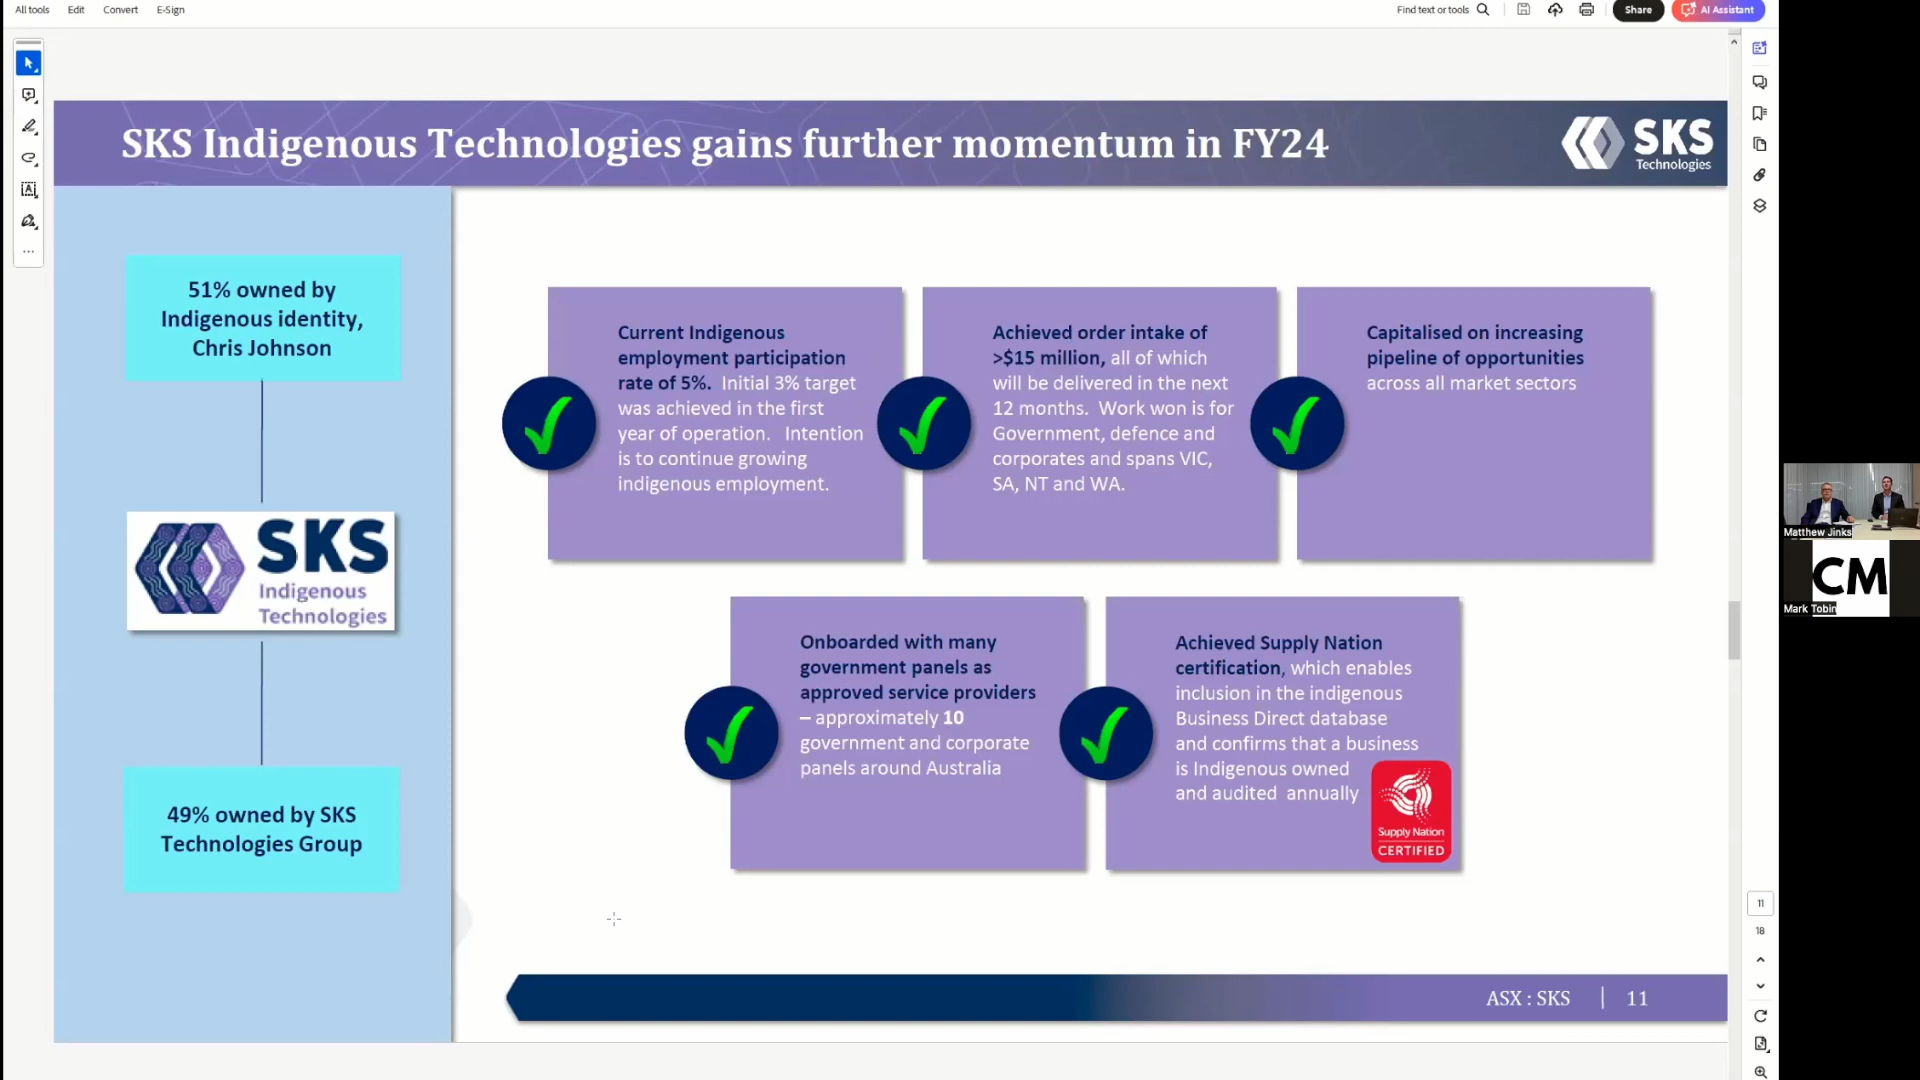 All tools Edit Convert E-Sign
Find text or tools Share AI Assistant
SKS Indigenous Technologies gains further momentum in FY24
SKS
Technologies
51% owned by
Indigenous identity,
Chris Johnson
SKS
Indigenous
Technologies
49% owned by SKS
Technologies Group
Current Indigenous
employment participation
rate of 5%. Initial 3% target
was achieved in the first
year of operation. Intention
is to continue growing
indigenous employment.
Achieved order intake of
>$15 million, all of which
will be delivered in the next
12 months. Work won is for
Government, defence and
corporates and spans VIC,
SA, NT and WA.
Capitalised on increasing
pipeline of opportunities
across all market sectors
Onboarded with many
government panels as
approved service providers
– approximately 10
government and corporate
panels around Australia
Achieved Supply Nation
certification, which enables
inclusion in the indigenous
Business Direct database
and confirms that a business
is Indigenous owned
and audited annually
Supply Nation
CERTIFIED
ASX : SKS | 11
11
18
Matthew Jinks
CM
Mark Tobin